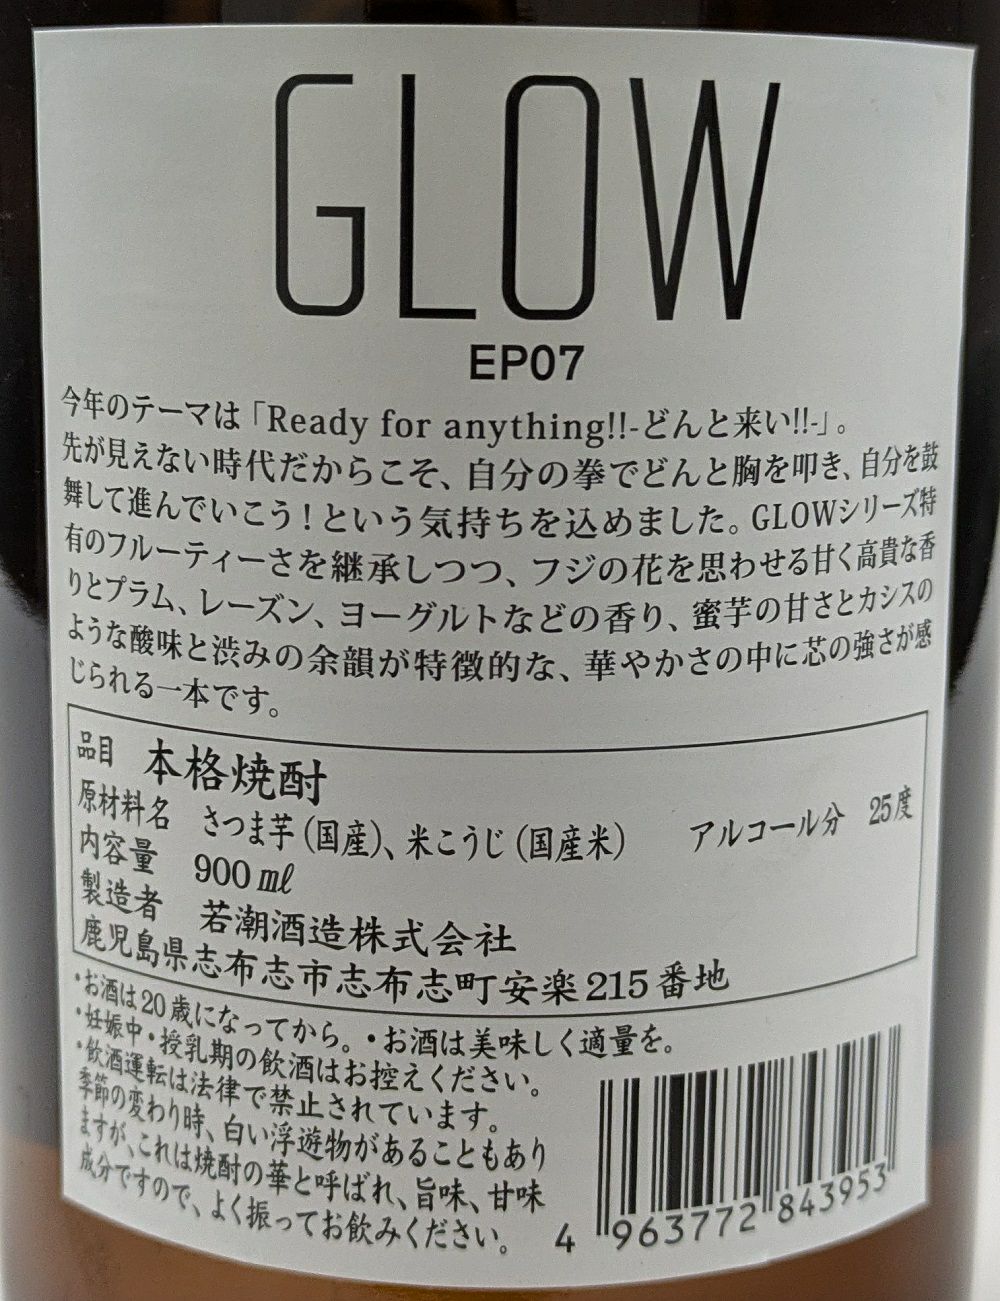 GLOW
EP07
今年のテーマは「Ready for anything!!-どんと来い!!-」。
先が見えない時代だからこそ、自分の拳でどんと胸を叩き、自分を鼓
舞して進んでいこう!という気持ちを込めました。GLOWシリーズ特
有のフルーティーさを継承しつつ、フジの花を思わせる甘く高貴な香
りとプラム、レーズン、ヨーグルトなどの香り、蜜芋の甘さとカシスの
ような酸味と渋みの余韻が特徴的な、華やかさの中に芯の強さが感
じられる一本です。
品目 本格焼酎
原材料名 さつま芋(国産)、米こうじ(国産米) アルコール分 25度
内容量 900㎖
製造者 若潮酒造株式会社
鹿児島県志布志市志布志町安楽215番地
・お酒は20歳になってから。・お酒は美味しく適量を。
・妊娠中・授乳期の飲酒はお控えください。
・飲酒運転は法律で禁止されています。
季節の変わり時、白い浮遊物があることもあり
ますが、これは焼酎の華と呼ばれ、旨味、甘味
成分ですので、よく振ってお飲みください。
4 963772 843953